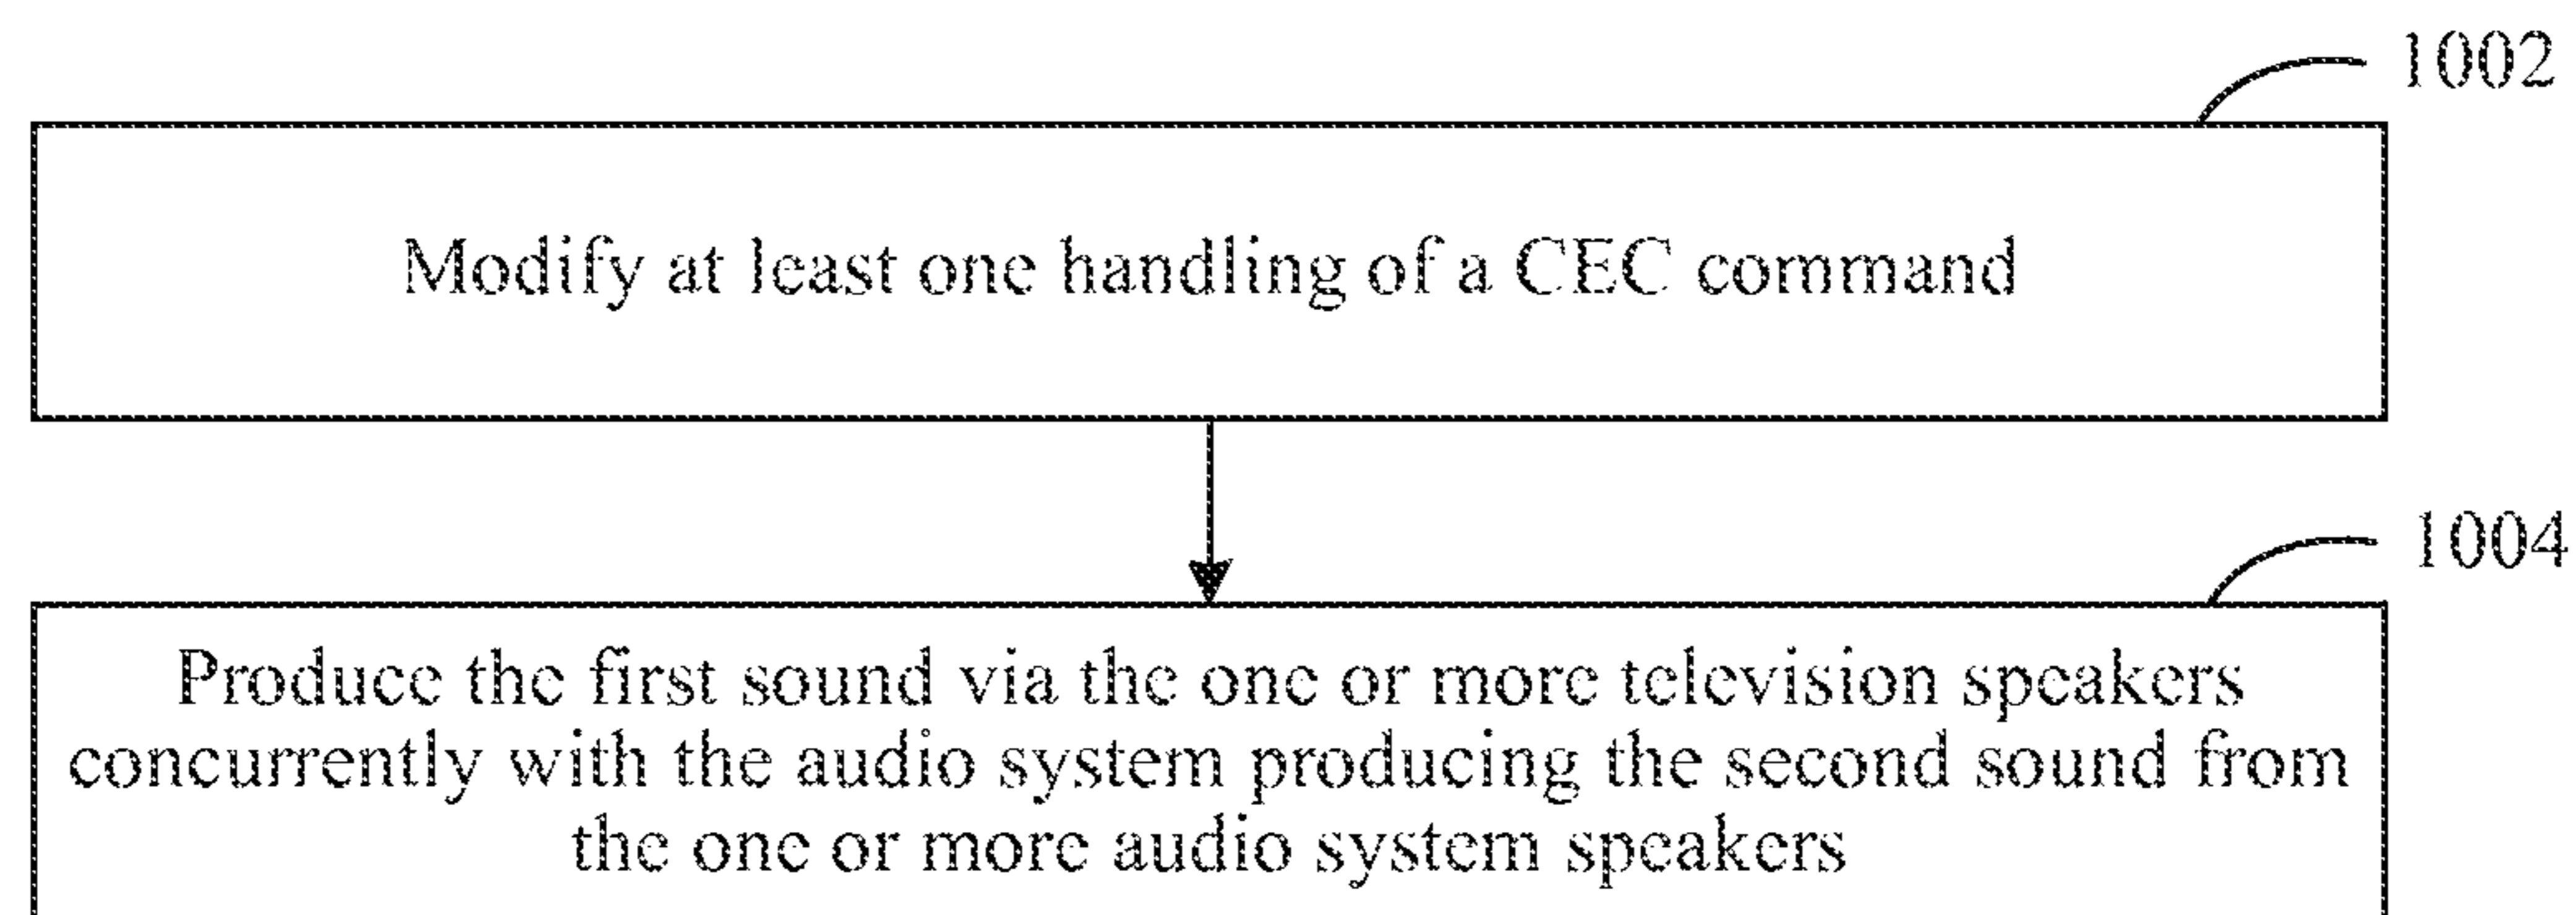 1002
Modify at least one handling of a CEC command
1004
Produce the first sound via the one or more television speakers
concurrently with the audio system producing the second sound from
the one or more audio system speakers